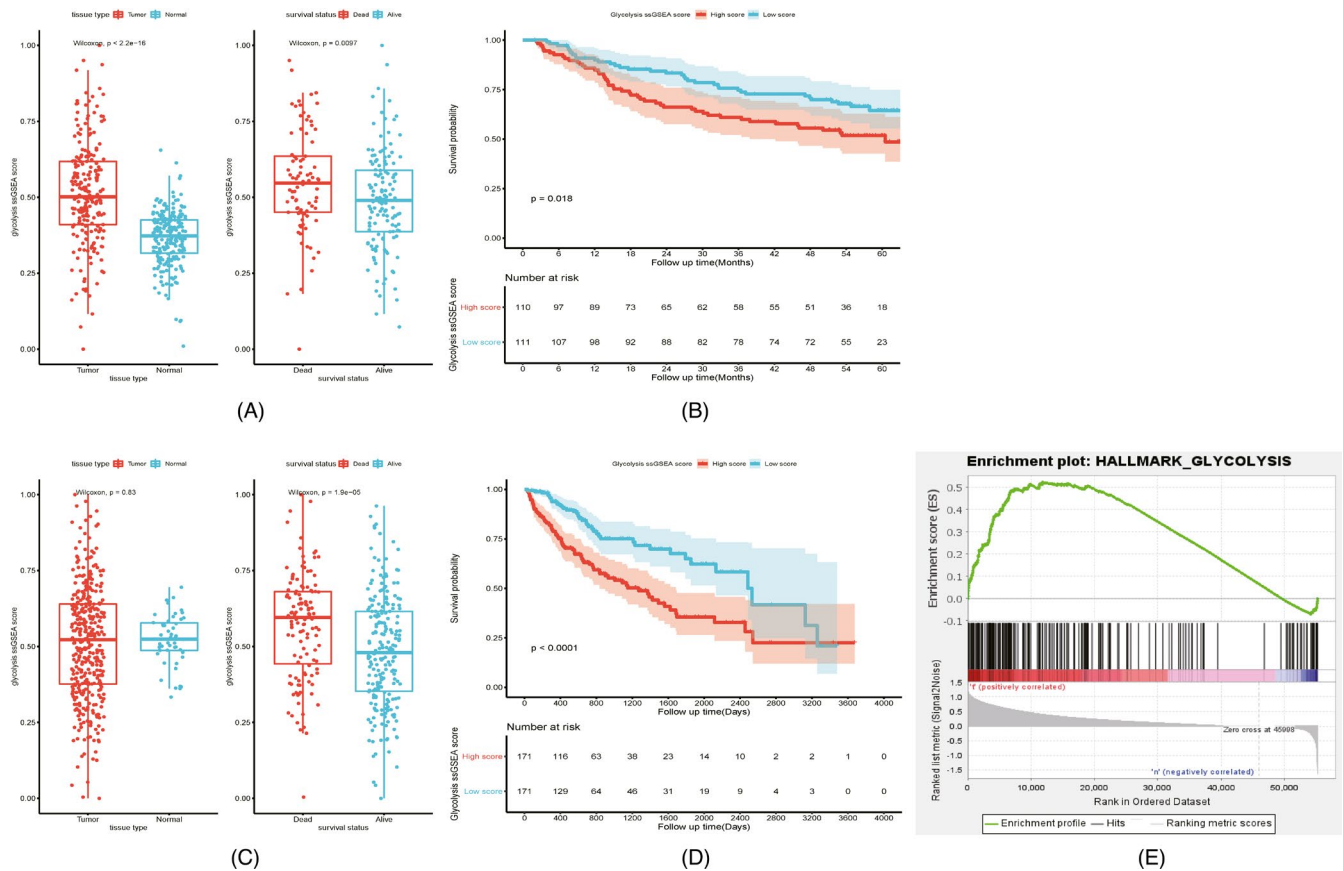 tissue type Tumor Normal
Wilcoxon, p < 2.2e−16
glycolysis ssGSEA score
1.00
0.75
0.50
0.25
0.00
Tumor Normal
tissue type
survival status Dead Alive
Wilcoxon, p = 0.0097
glycolysis ssGSEA score
1.00
0.75
0.50
0.25
0.00
Dead Alive
survival status
(A)
Glycolysis ssGSEA score High score Low score
Survival probability
1.00
0.75
0.50
0.25
0.00
p = 0.018
0 6 12 18 24 30 36 42 48 54 60
Follow up time(Months)
Number at risk
Glycolysis ssGSEA score
High score 110 97 89 73 65 62 58 55 51 36 18
Low score 111 107 98 92 88 82 78 74 72 55 23
0 6 12 18 24 30 36 42 48 54 60
Follow up time(Months)
(B)
tissue type Tumor Normal
Wilcoxon, p = 0.83
glycolysis ssGSEA score
1.00
0.75
0.50
0.25
0.00
Tumor Normal
tissue type
survival status Dead Alive
Wilcoxon, p = 1.9e−05
glycolysis ssGSEA score
1.00
0.75
0.50
0.25
0.00
Dead Alive
survival status
(C)
Glycolysis ssGSEA score High score Low score
Survival probability
1.00
0.75
0.50
0.25
0.00
p < 0.0001
0 400 800 1200 1600 2000 2400 2800 3200 3600 4000
Follow up time(Days)
Number at risk
Glycolysis ssGSEA score
High score 171 116 63 38 23 14 10 2 2 1 0
Low score 171 129 64 46 31 19 9 4 3 0 0
0 400 800 1200 1600 2000 2400 2800 3200 3600 4000
Follow up time(Days)
(D)
Enrichment plot: HALLMARK_GLYCOLYSIS
Enrichment score (ES)
0.5
0.4
0.3
0.2
0.1
0.0
-0.1
Ranked list metric (Signal2Noise)
1.5
1.0
0.5
0.0
-0.5
-1.0
-1.5
't' (positively correlated)
Zero cross at 45998
'n' (negatively correlated)
0 10,000 20,000 30,000 40,000 50,000
Rank in Ordered Dataset
Enrichment profile Hits Ranking metric scores
(E)